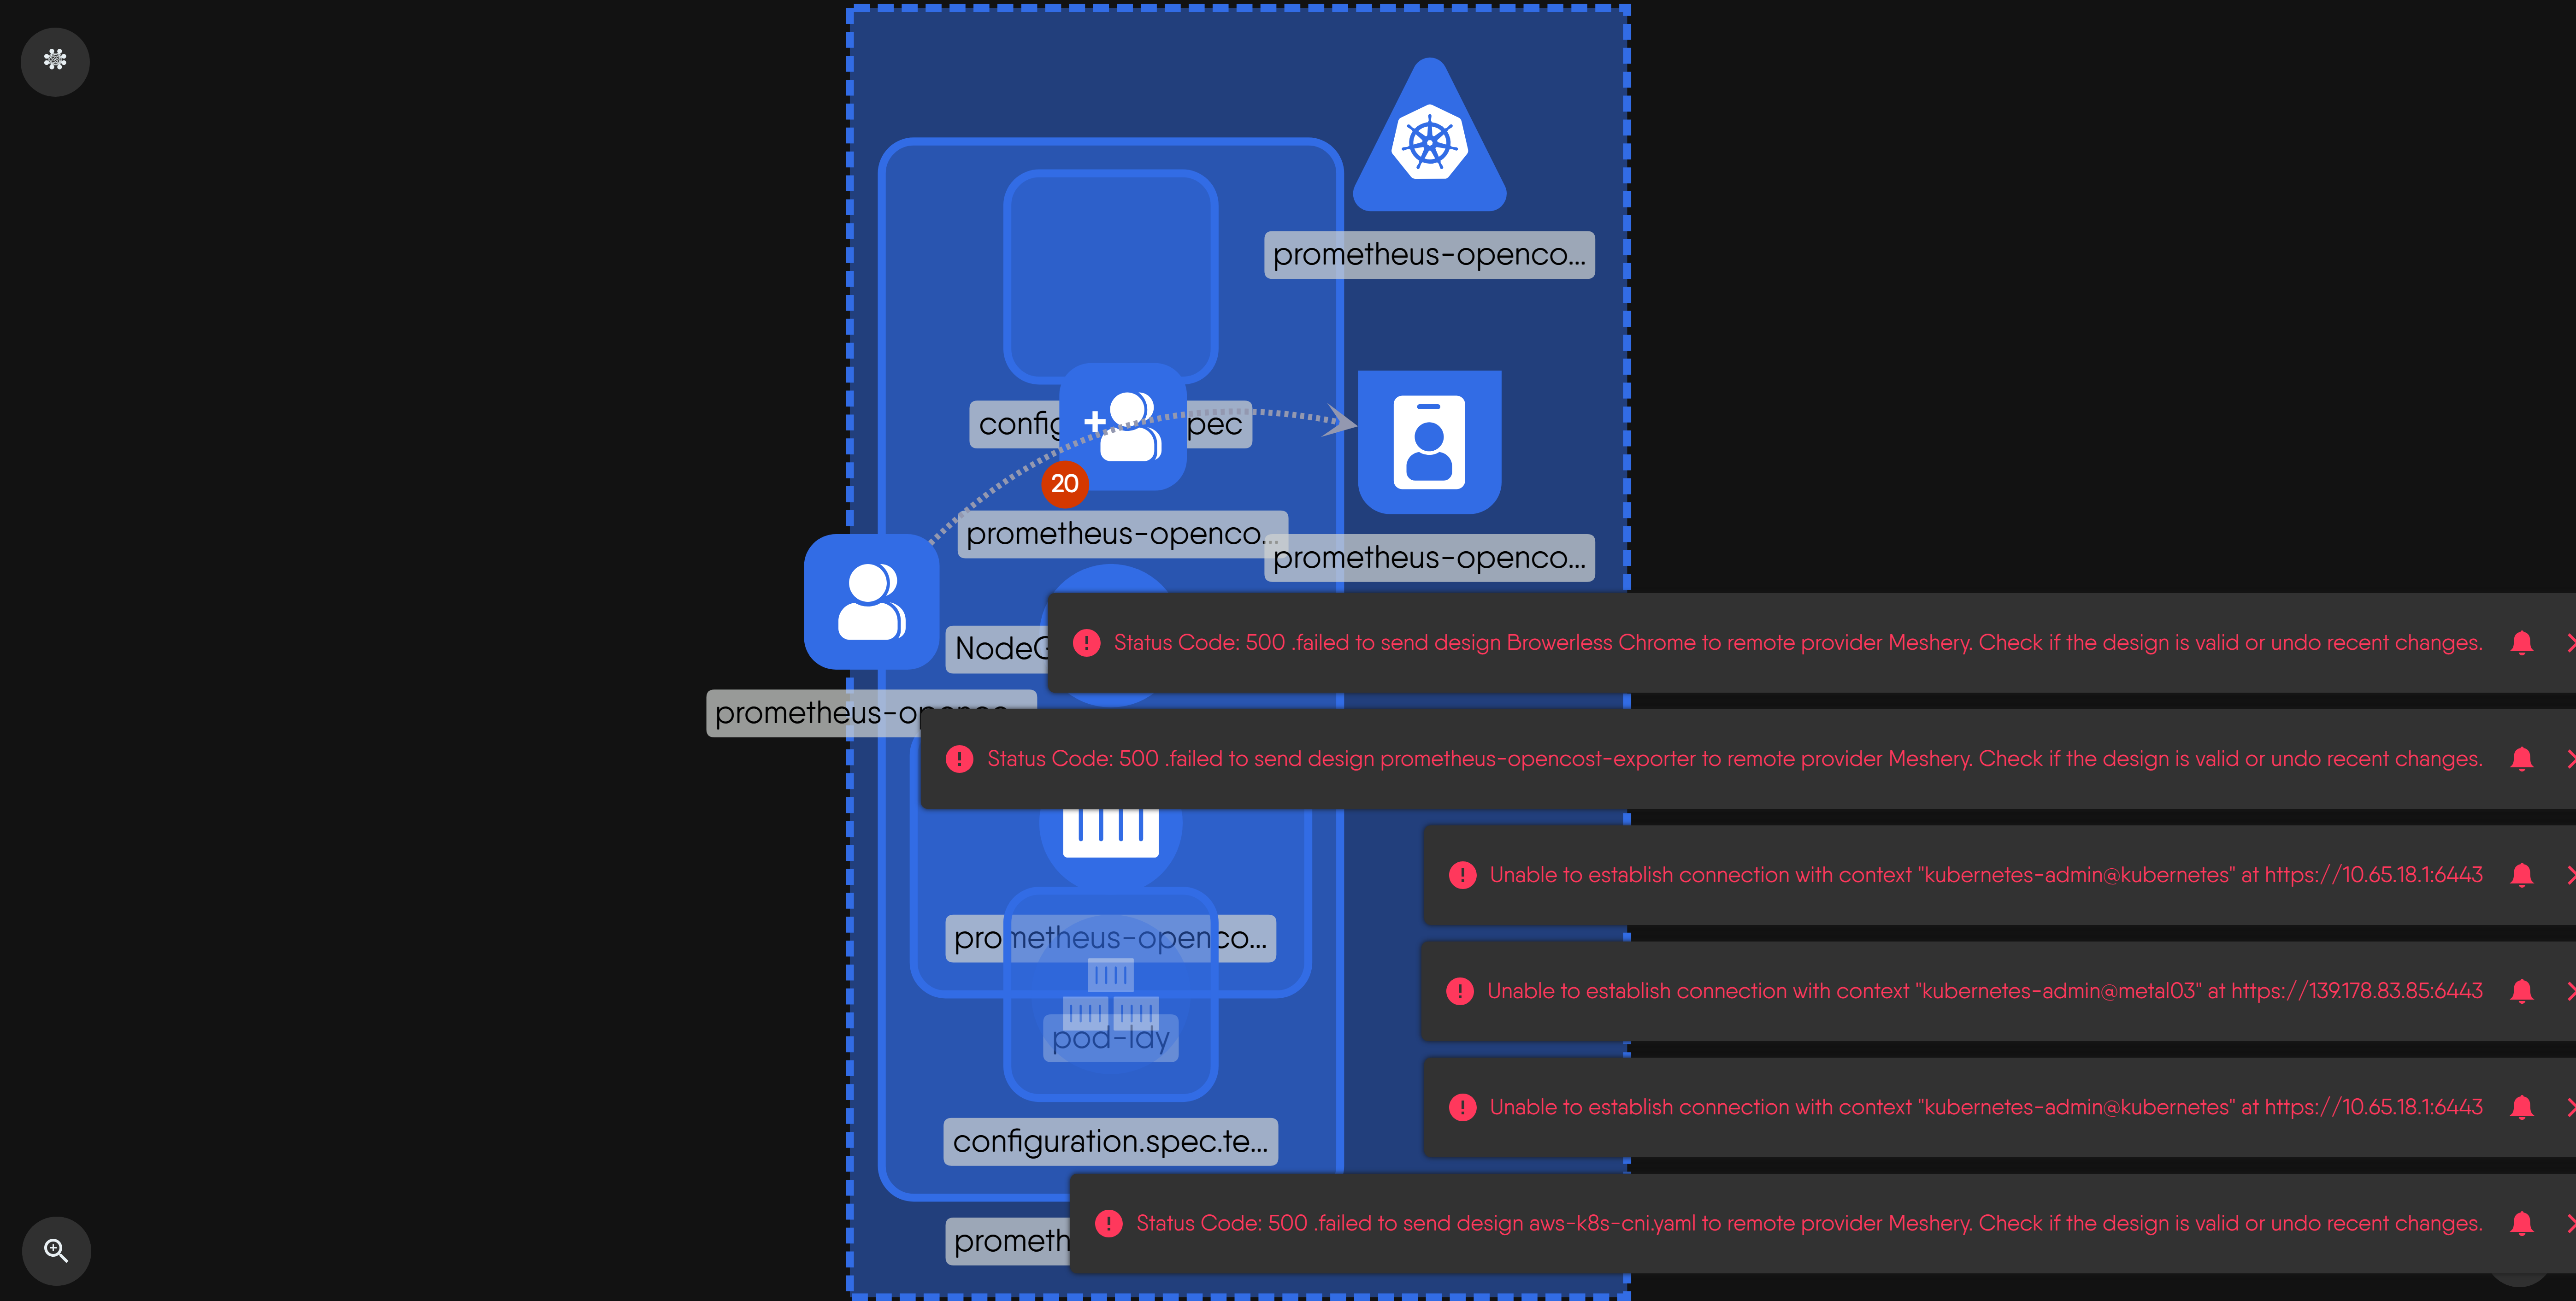 prometheus-openco...
config
pec
20
prometheus-openco...
prometheus-openco...
Status Code: 500 .failed to send design Browerless Chrome to remote provider Meshery. Check if the design is valid or undo recent changes.
prometheus-openco...
Status Code: 500 .failed to send design prometheus-opencost-exporter to remote provider Meshery. Check if the design is valid or undo recent changes.
Unable to establish connection with context "kubernetes-admin@kubernetes" at https://10.65.18.1:6443
prometheus-openco...
Unable to establish connection with context "kubernetes-admin@metal03" at https://139.178.83.85:6443
pod-ldy
Unable to establish connection with context "kubernetes-admin@kubernetes" at https://10.65.18.1:6443
configuration.spec.te...
Status Code: 500 .failed to send design aws-k8s-cni.yaml to remote provider Meshery. Check if the design is valid or undo recent changes.
prometh